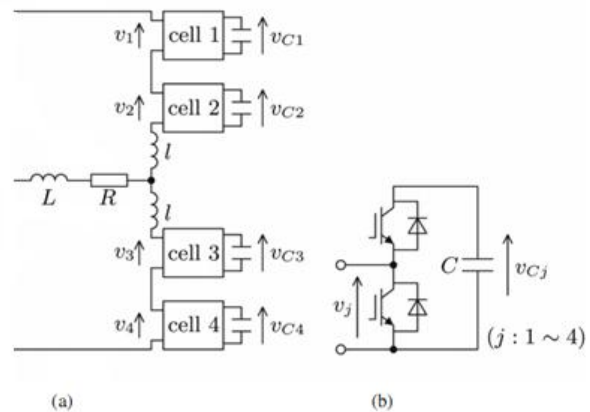 v1 cell 1 vC1
v2 cell 2 vC2
l
L R
l
v3 cell 3 vC3
v4 cell 4 vC4
C vCj
vj
(j : 1 ~ 4)
(a) (b)